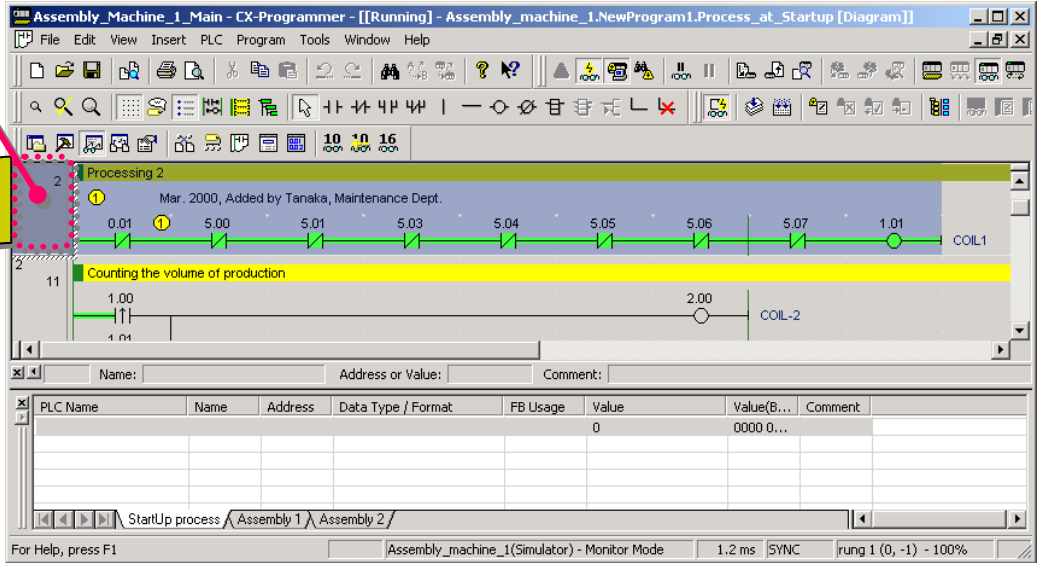 Assembly_Machine_1_Main - CX-Programmer - [[Running] - Assembly_machine_1.NewProgram1.Process_at_Startup [Diagram]]
File Edit View Insert PLC Program Tools Window Help
10 10 16
2 Processing 2
1 Mar. 2000, Added by Tanaka, Maintenance Dept.
0.01 1 5.00 5.01 5.03 5.04 5.05 5.06 5.07 1.01
COIL1
2
11 Counting the volume of production
1.00 2.00
COIL-2
1.01
Name: Address or Value: Comment:
PLC Name Name Address Data Type / Format FB Usage Value Value(B... Comment
0 0000 0...
StartUp process Assembly 1 Assembly 2
For Help, press F1 Assembly_machine_1(Simulator) - Monitor Mode 1.2 ms SYNC rung 1 (0, -1) - 100%